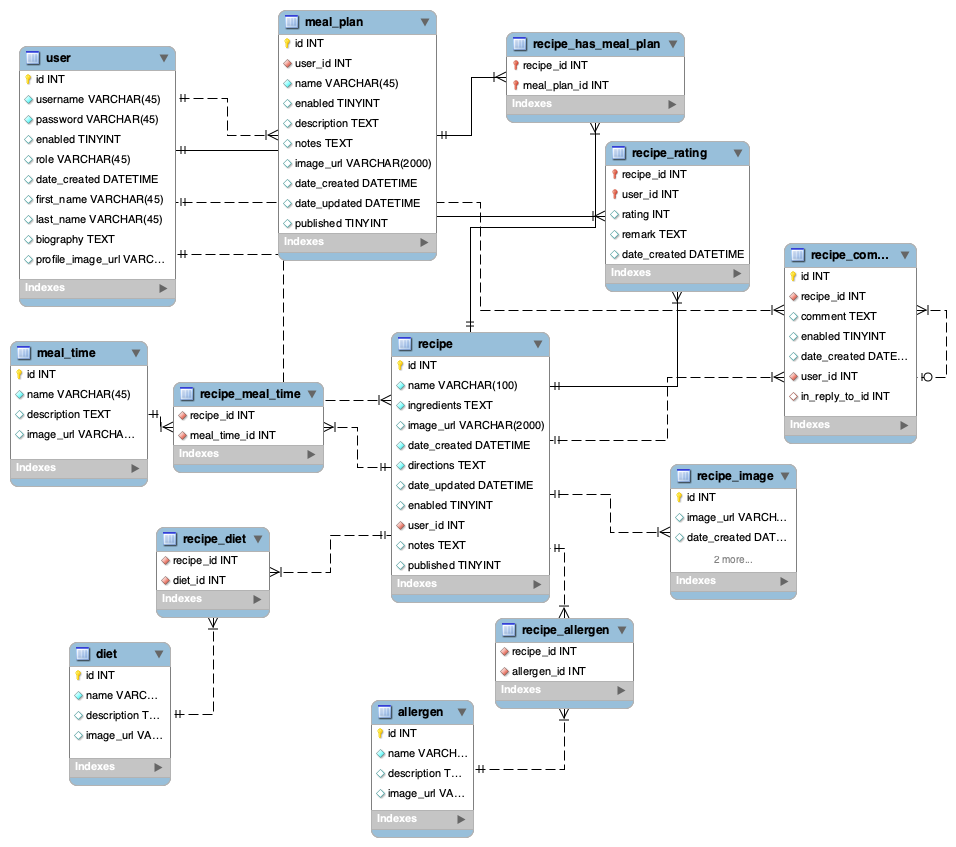 meal_plan
id INT
user_id INT
name VARCHAR(45)
enabled TINYINT
description TEXT
notes TEXT
image_url VARCHAR(2000)
date_created DATETIME
date_updated DATETIME
published TINYINT
Indexes
user
id INT
username VARCHAR(45)
password VARCHAR(45)
enabled TINYINT
role VARCHAR(45)
date_created DATETIME
first_name VARCHAR(45)
last_name VARCHAR(45)
biography TEXT
profile_image_url VARC...
Indexes
recipe_has_meal_plan
recipe_id INT
meal_plan_id INT
Indexes
recipe_rating
recipe_id INT
user_id INT
rating INT
remark TEXT
date_created DATETIME
Indexes
recipe_com...
id INT
recipe_id INT
comment TEXT
enabled TINYINT
date_created DATE...
user_id INT
in_reply_to_id INT
Indexes
meal_time
id INT
name VARCHAR(45)
description TEXT
image_url VARCHA...
Indexes
recipe_meal_time
recipe_id INT
meal_time_id INT
Indexes
recipe
id INT
name VARCHAR(100)
ingredients TEXT
image_url VARCHAR(2000)
date_created DATETIME
directions TEXT
date_updated DATETIME
enabled TINYINT
user_id INT
notes TEXT
published TINYINT
Indexes
recipe_image
id INT
image_url VARCH...
date_created DAT...
2 more...
Indexes
recipe_diet
recipe_id INT
diet_id INT
Indexes
recipe_allergen
recipe_id INT
allergen_id INT
Indexes
diet
id INT
name VARC...
description T...
image_url VA...
Indexes
allergen
id INT
name VARCH...
description T...
image_url VA...
Indexes